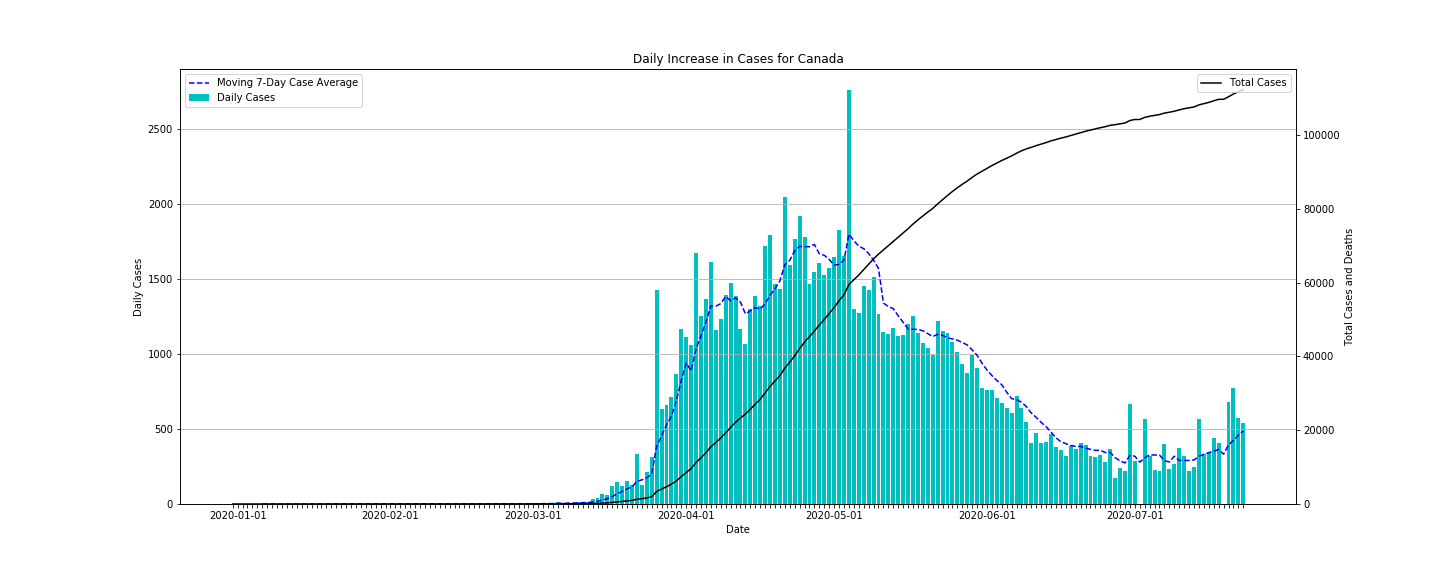 Daily Increase in Cases for Canada
Moving 7-Day Case Average
Daily Cases
Total Cases
Daily Cases
2500
2000
1500
1000
500
0
100000
80000
60000
40000
20000
0
Total Cases and Deaths
2020-01-01
2020-02-01
2020-03-01
2020-04-01
2020-05-01
2020-06-01
2020-07-01
Date